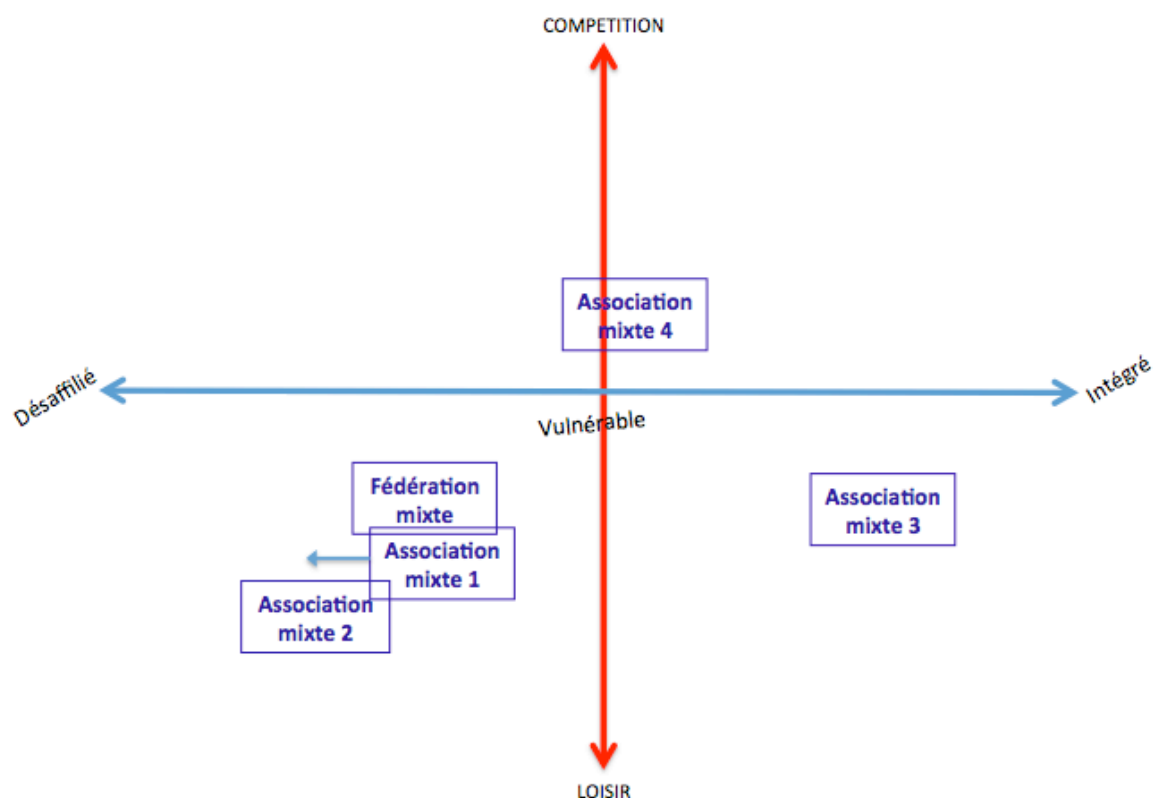 COMPETITION
Association
mixte 4
Désaffilié
Intégré
Vulnérable
Fédération
mixte
Association
mixte 3
Association
mixte 1
Association
mixte 2
LOISIR